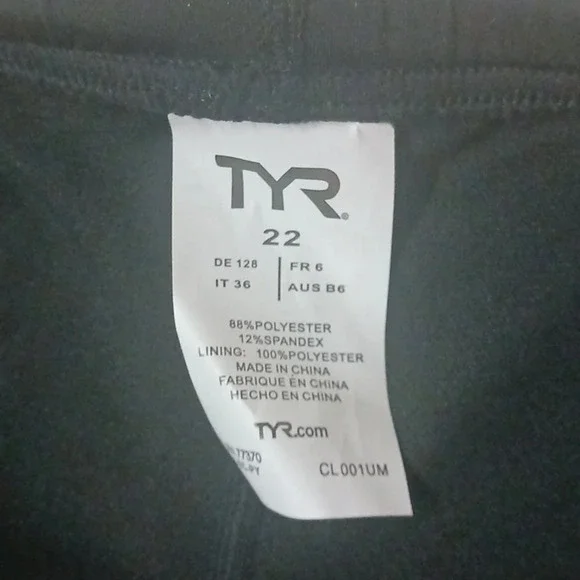 TYR®
22
DE 128 | FR 6
IT 36 | AUS B6
88%POLYESTER
12%SPANDEX
LINING: 100%POLYESTER
MADE IN CHINA
FABRIQUE EN CHINA
HECHO EN CHINA
TYR.com
77370
CL001UM